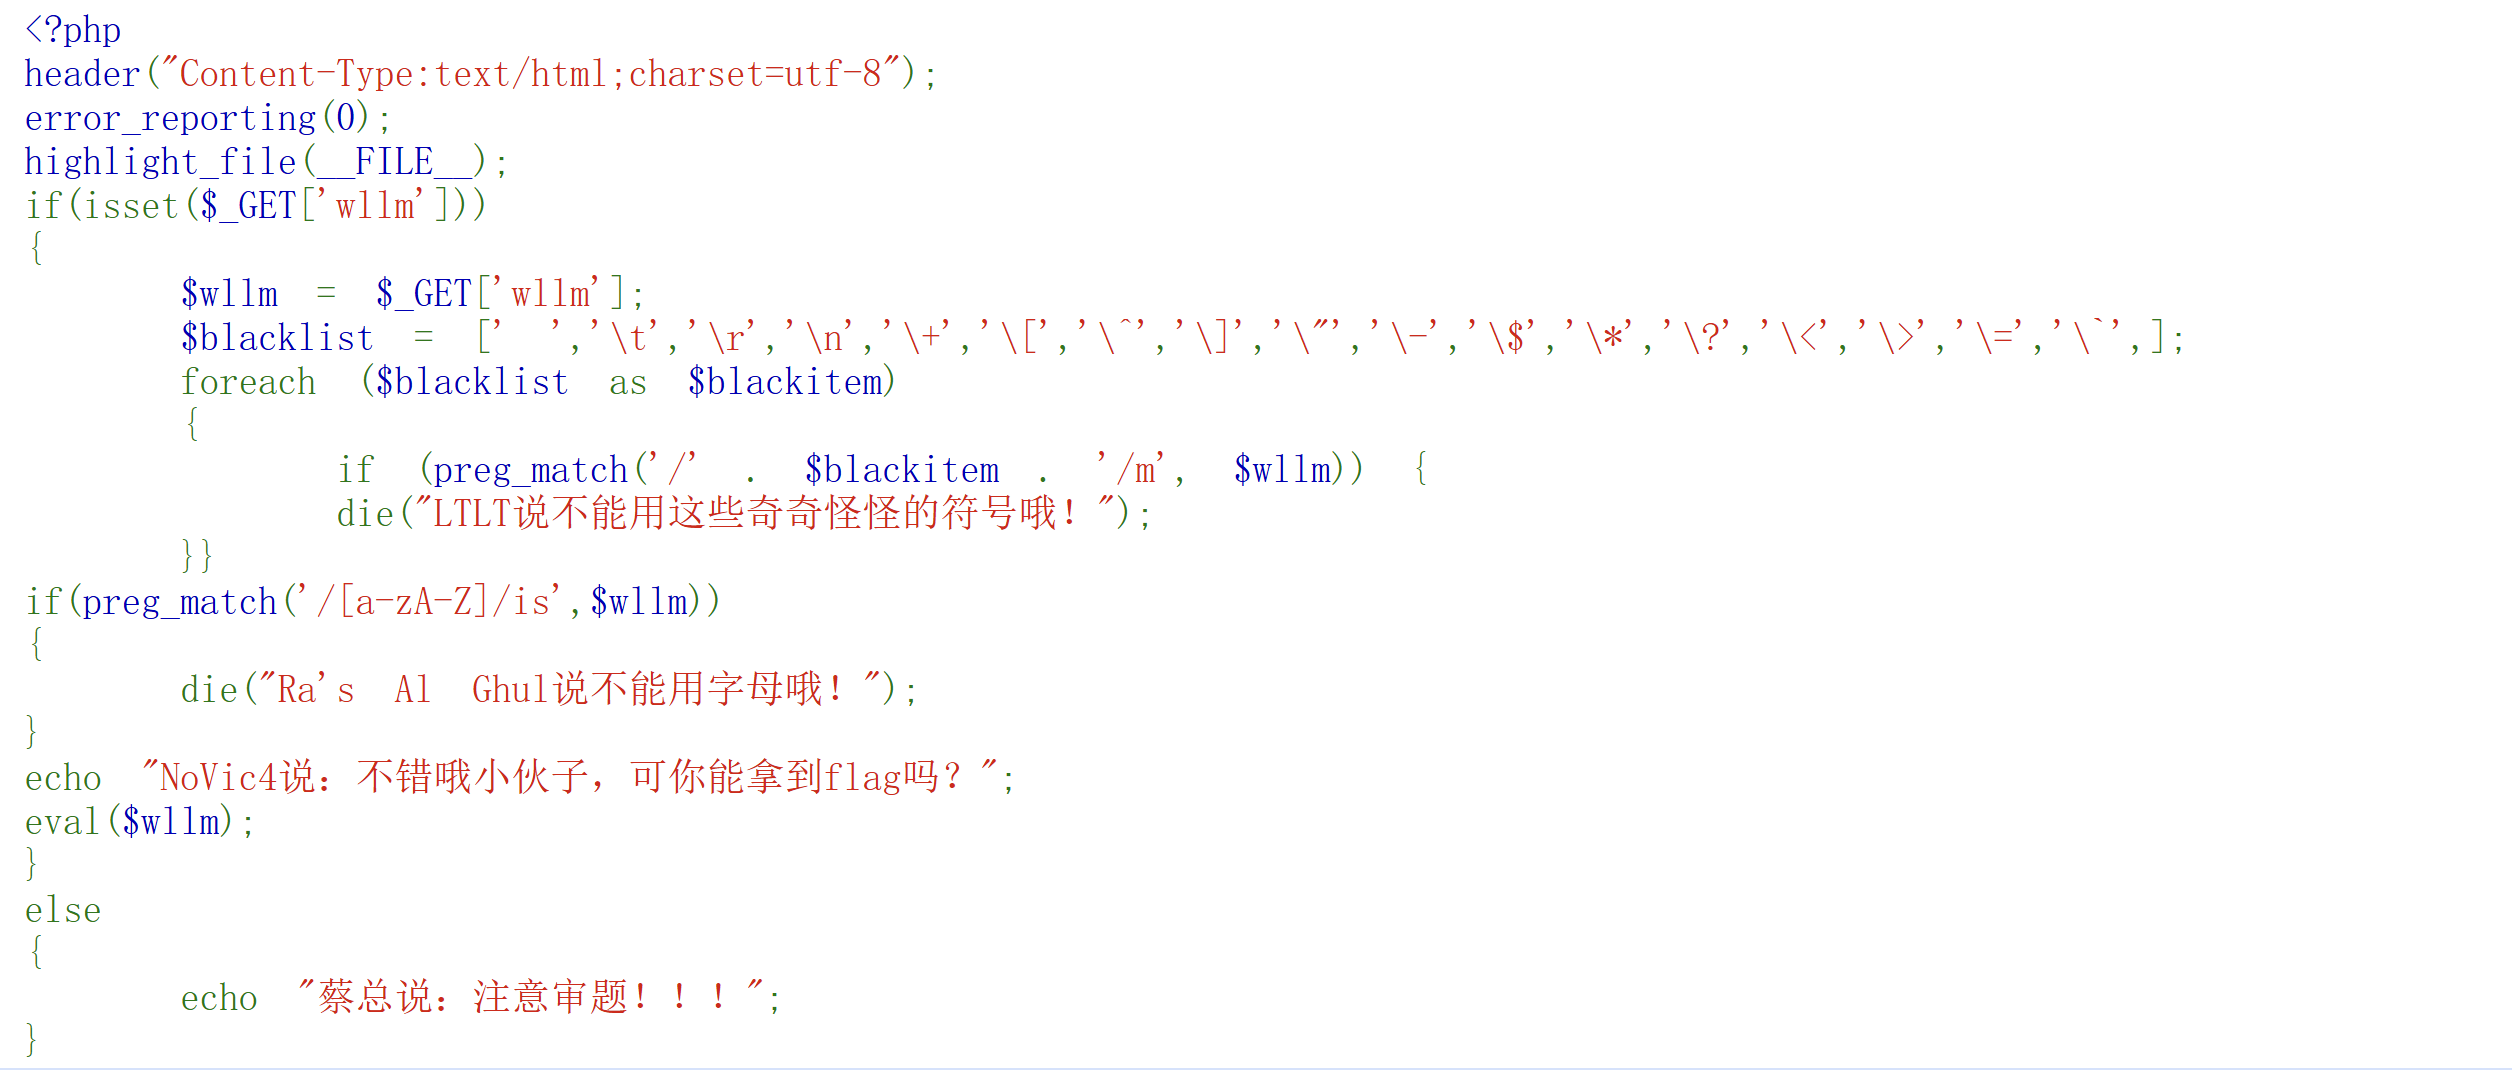 <?php
header("Content-Type:text/html;charset=utf-8");
error_reporting(0);
highlight_file(__FILE__);
if(isset($_GET['wllm']))
{
        $wllm = $_GET['wllm'];
        $blacklist = [' ','\t','\r','\n','\+','\[','\^','\]','\"','\-','\$','\*','\?','\<','\>','\=','\`',];
        foreach ($blacklist as $blackitem)
        {
                if (preg_match('/' . $blackitem . '/m', $wllm)) {
                die("LTLT说不能用这些奇奇怪怪的符号哦！");
        }}
if(preg_match('/[a-zA-Z]/is',$wllm))
{
        die("Ra's Al Ghul说不能用字母哦！");
}
echo "NoVic4说：不错哦小伙子，可你能拿到flag吗？";
eval($wllm);
}
else
{
        echo "蔡总说：注意审题！！！";
}